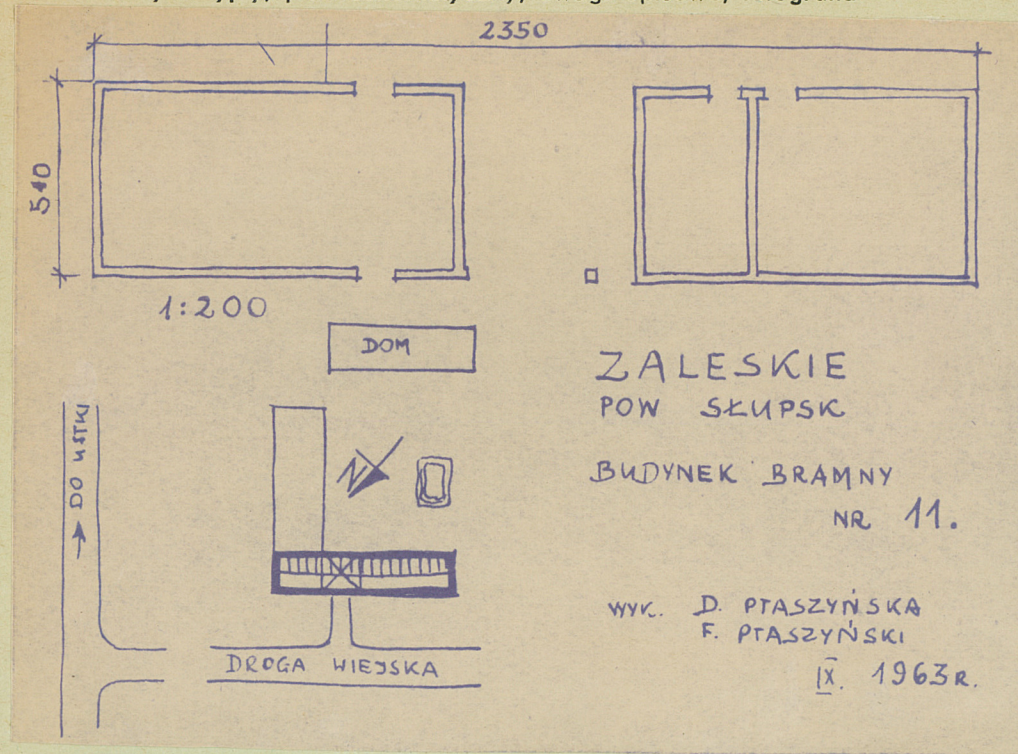 2350
540
1:200
DOM
ZALESKIE
POW SŁUPSK
DO USTKI
N
BUDYNEK BRAMNY
NR 11.
WYK. D. PTASZYŃSKA
F. PTASZYŃSKI
IX. 1963 R.
DROGA WIEJSKA